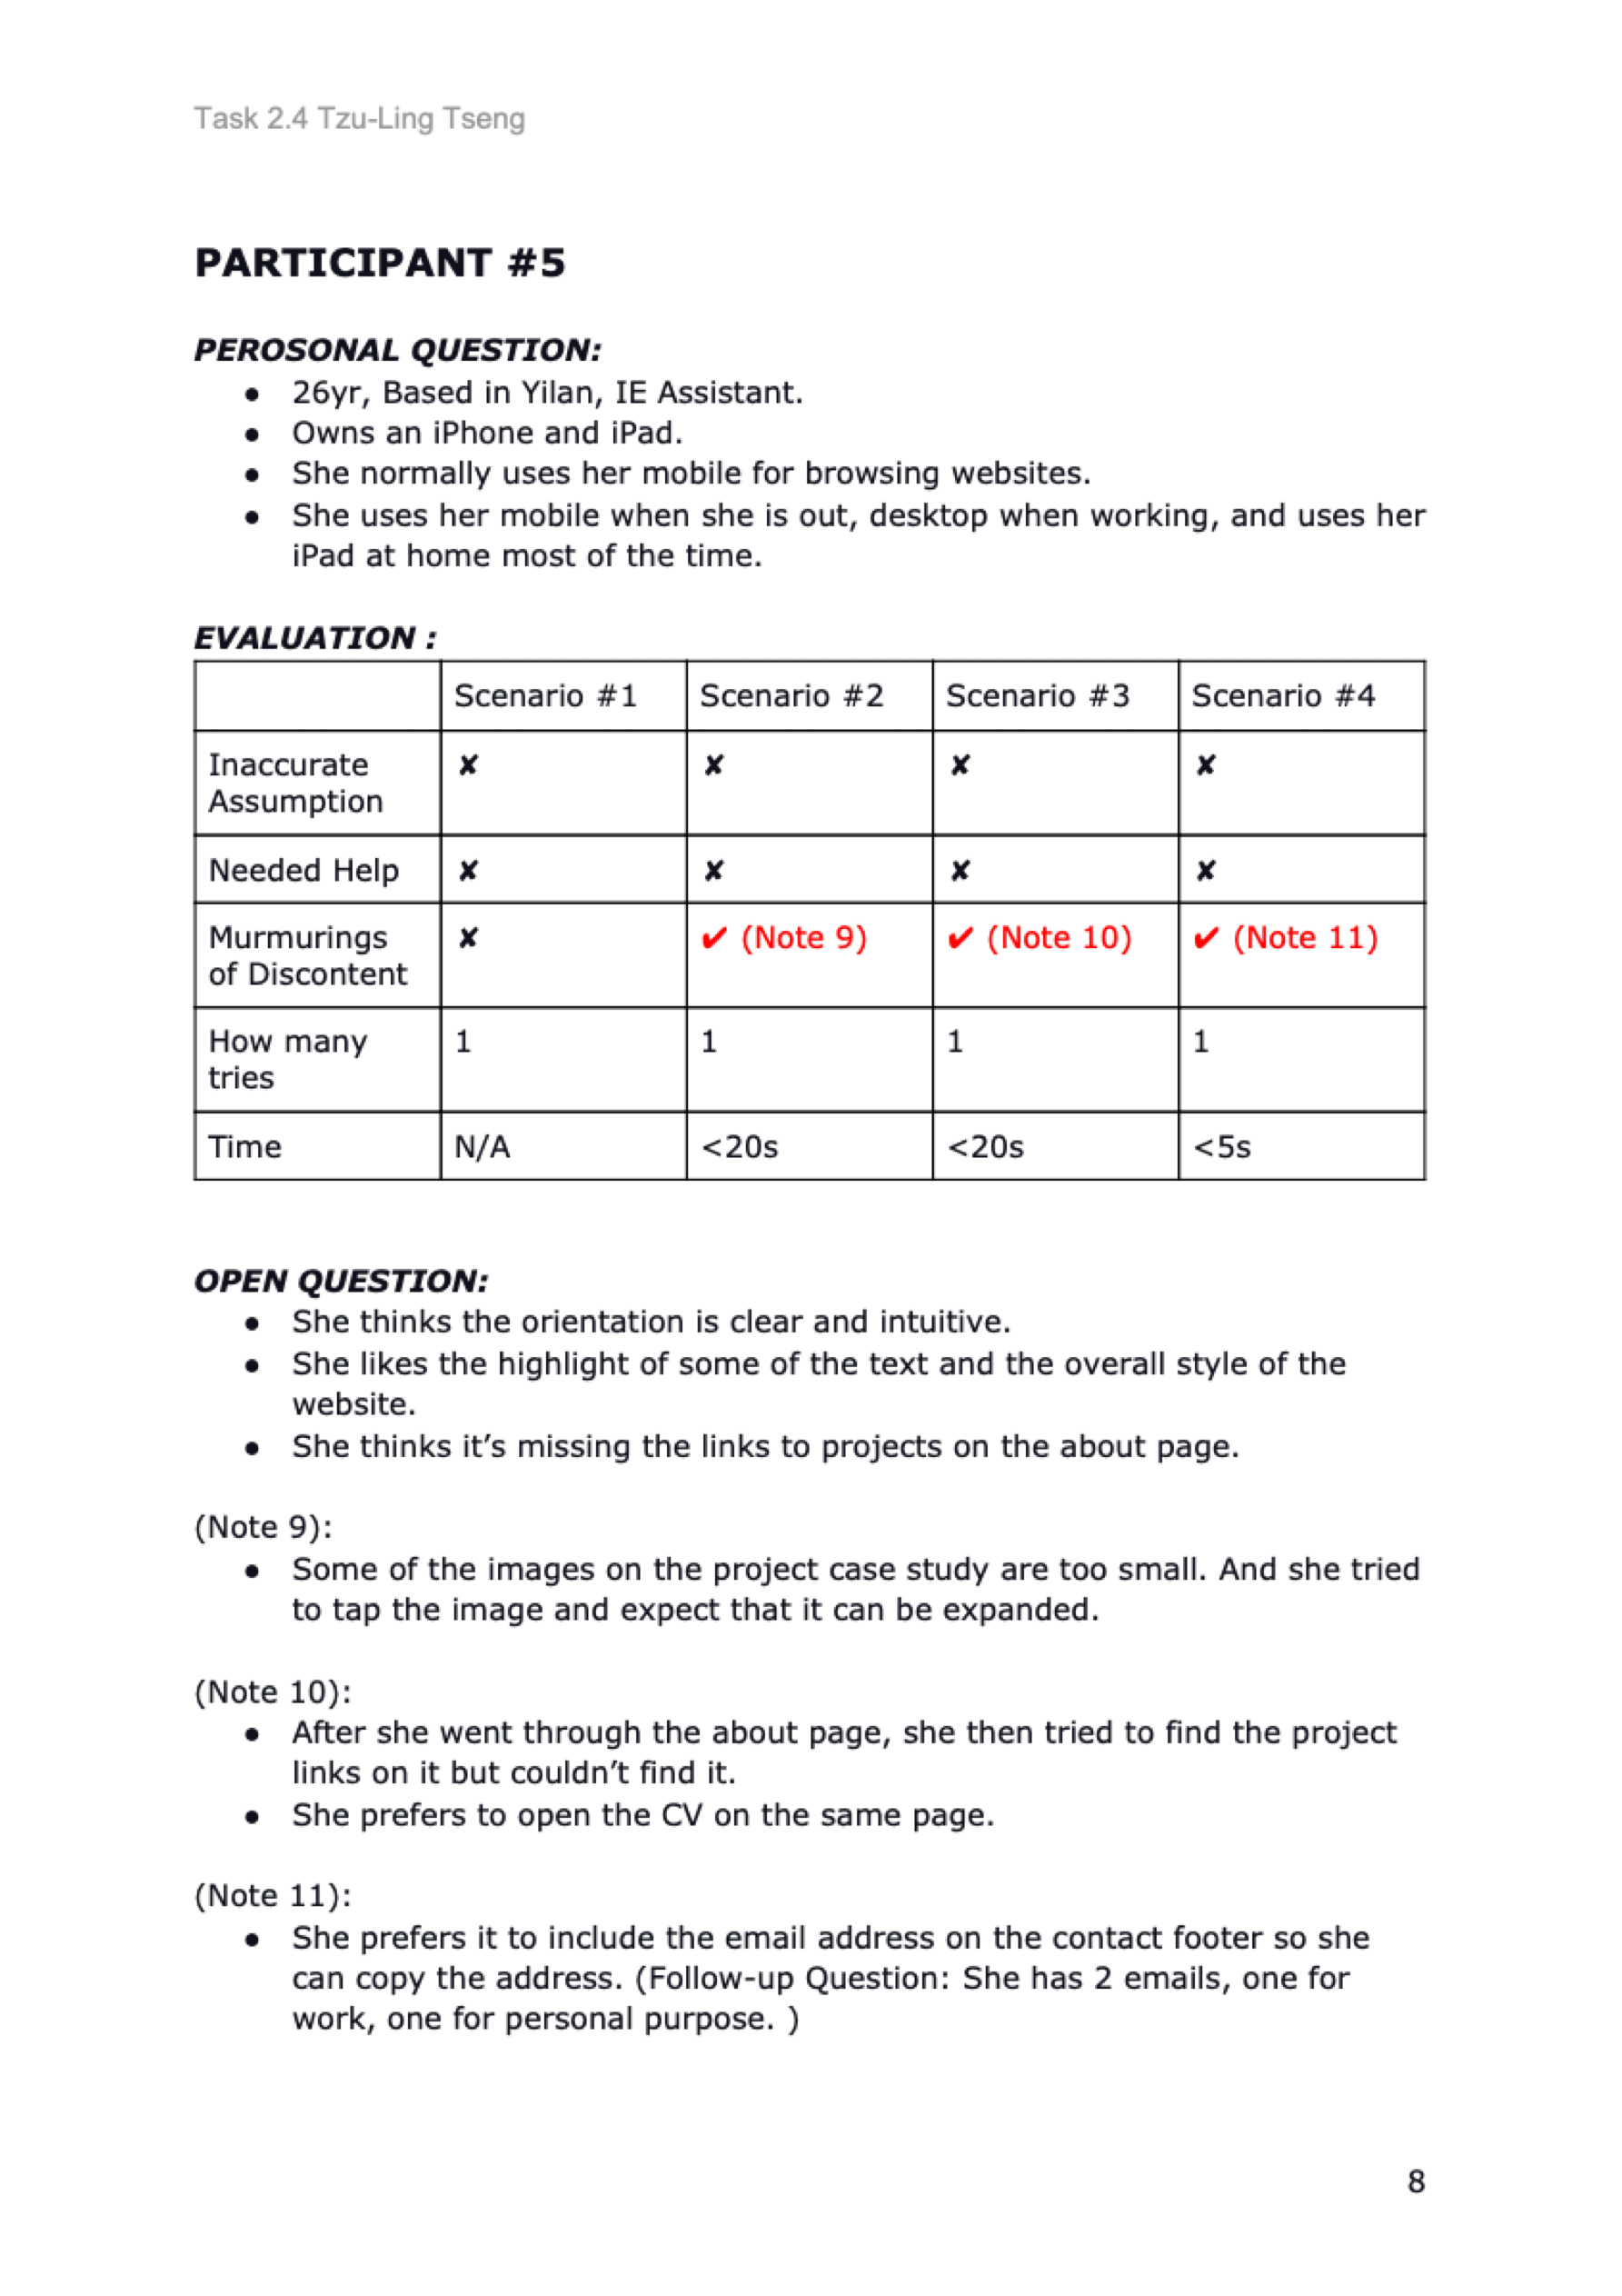 Task 2.4 Tzu-Ling Tseng
PARTICIPANT #5
PEROSONAL QUESTION:
● 26yr, Based in Yilan, IE Assistant.
● Owns an iPhone and iPad.
● She normally uses her mobile for browsing websites.
● She uses her mobile when she is out, desktop when working, and uses her
iPad at home most of the time.
EVALUATION :
Scenario #1 Scenario #2 Scenario #3 Scenario #4
Inaccurate ✘ ✘ ✘ ✘
Assumption
Needed Help ✘ ✘ ✘ ✘
Murmurings ✘ ✔ (Note 9) ✔ (Note 10) ✔ (Note 11)
of Discontent
How many 1 1 1 1
tries
Time N/A <20s <20s <5s
OPEN QUESTION:
● She thinks the orientation is clear and intuitive.
● She likes the highlight of some of the text and the overall style of the
website.
● She thinks it’s missing the links to projects on the about page.
(Note 9):
● Some of the images on the project case study are too small. And she tried
to tap the image and expect that it can be expanded.
(Note 10):
● After she went through the about page, she then tried to find the project
links on it but couldn’t find it.
● She prefers to open the CV on the same page.
(Note 11):
● She prefers it to include the email address on the contact footer so she
can copy the address. (Follow-up Question: She has 2 emails, one for
work, one for personal purpose. )
8